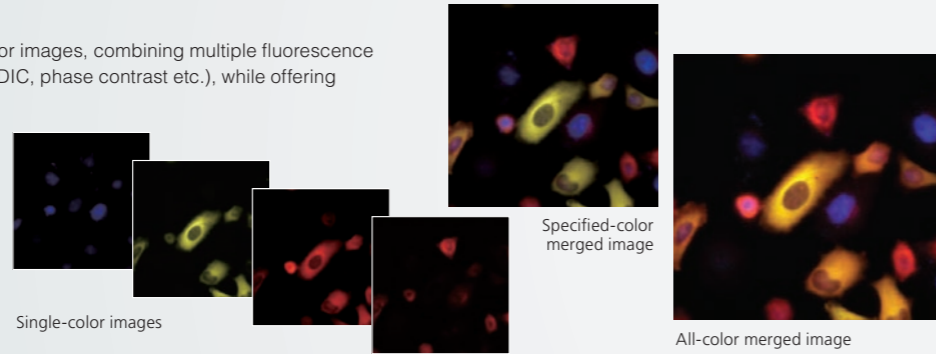 or images, combining multiple fluorescence
DIC, phase contrast etc.), while offering
Specified-color
merged image
Single-color images
All-color merged image